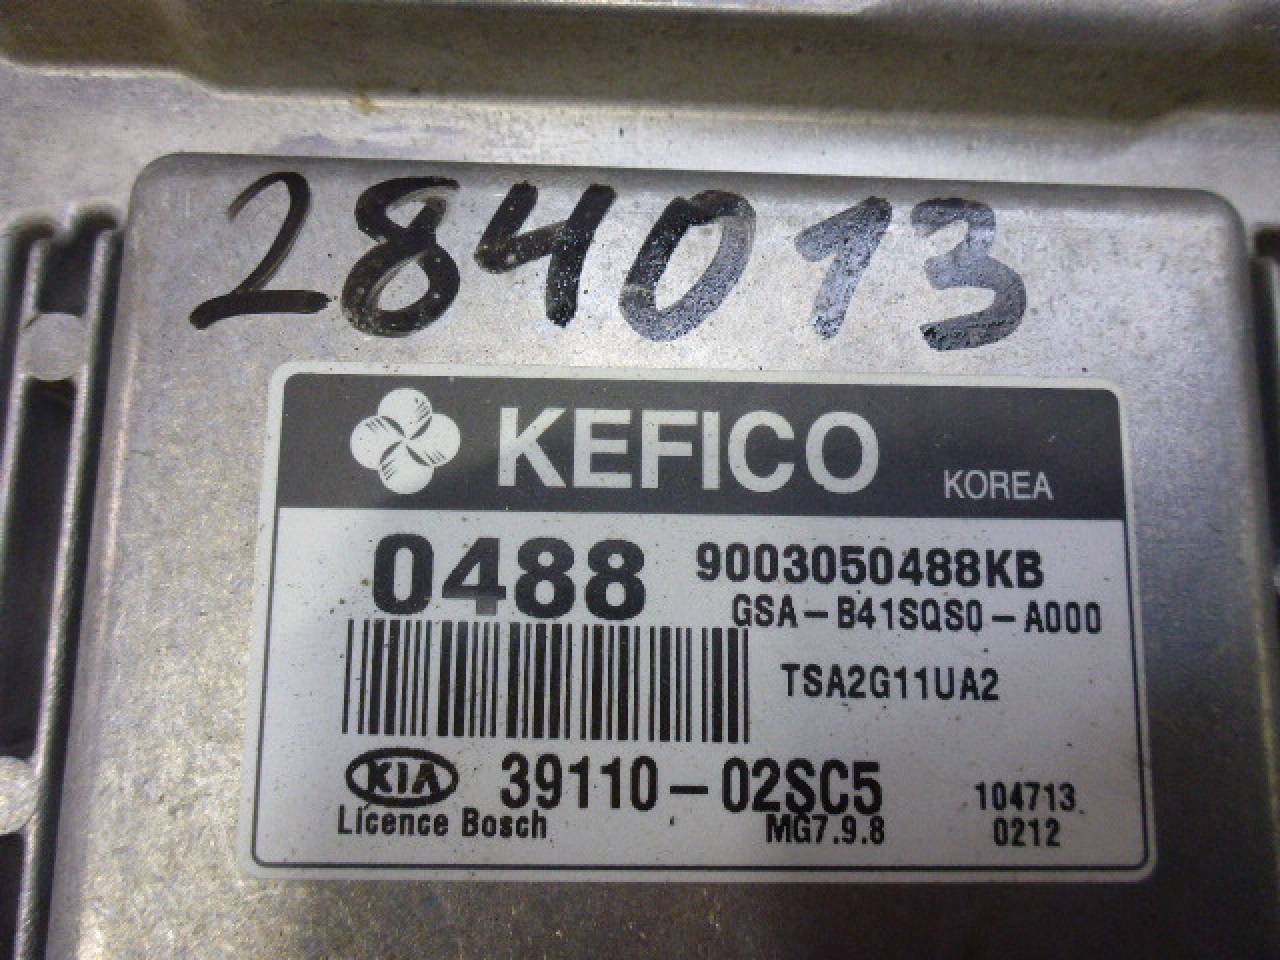 284013
KEFICO KOREA
0488 9003050488KB
GSA-B41SQS0-A000
TSA2G11UA2
KIA 39110-02SC5 104713
Licence Bosch MG7.9.8 0212